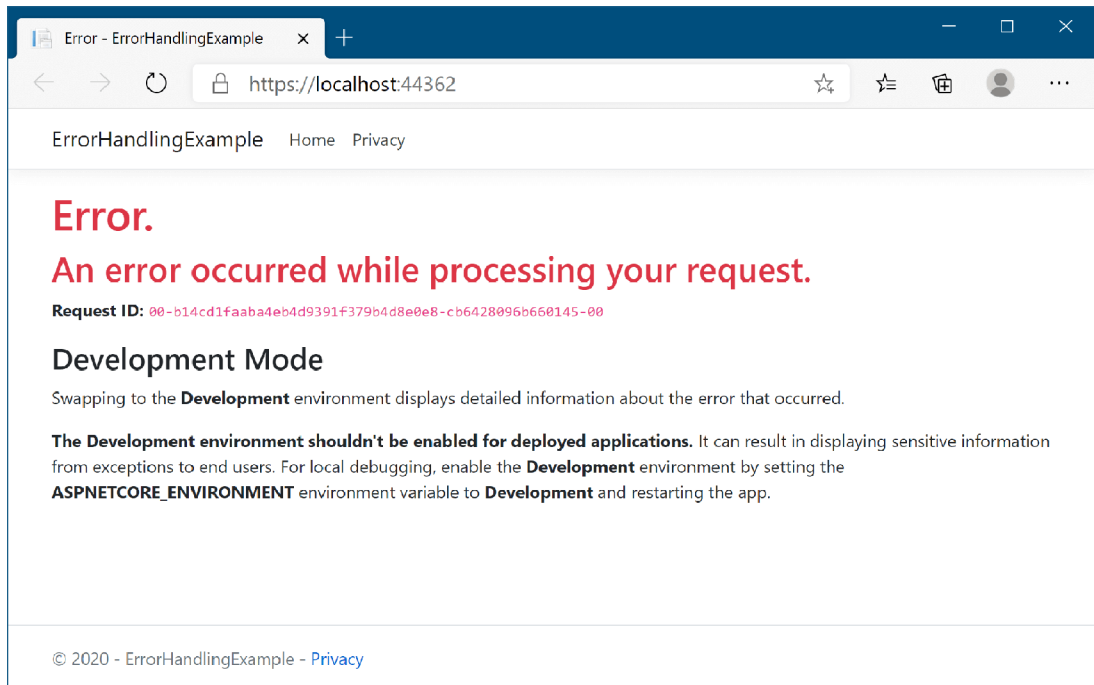 Error - ErrorHandlingExample
https://localhost:44362
ErrorHandlingExample Home Privacy
Error.
An error occurred while processing your request.
Request ID: 00-b14cd1faaba4eb4d9391f379b4d8e0e8-cb6428096b660145-00
Development Mode
Swapping to the Development environment displays detailed information about the error that occurred.
The Development environment shouldn't be enabled for deployed applications. It can result in displaying sensitive information
from exceptions to end users. For local debugging, enable the Development environment by setting the
ASPNETCORE_ENVIRONMENT environment variable to Development and restarting the app.
© 2020 - ErrorHandlingExample - Privacy